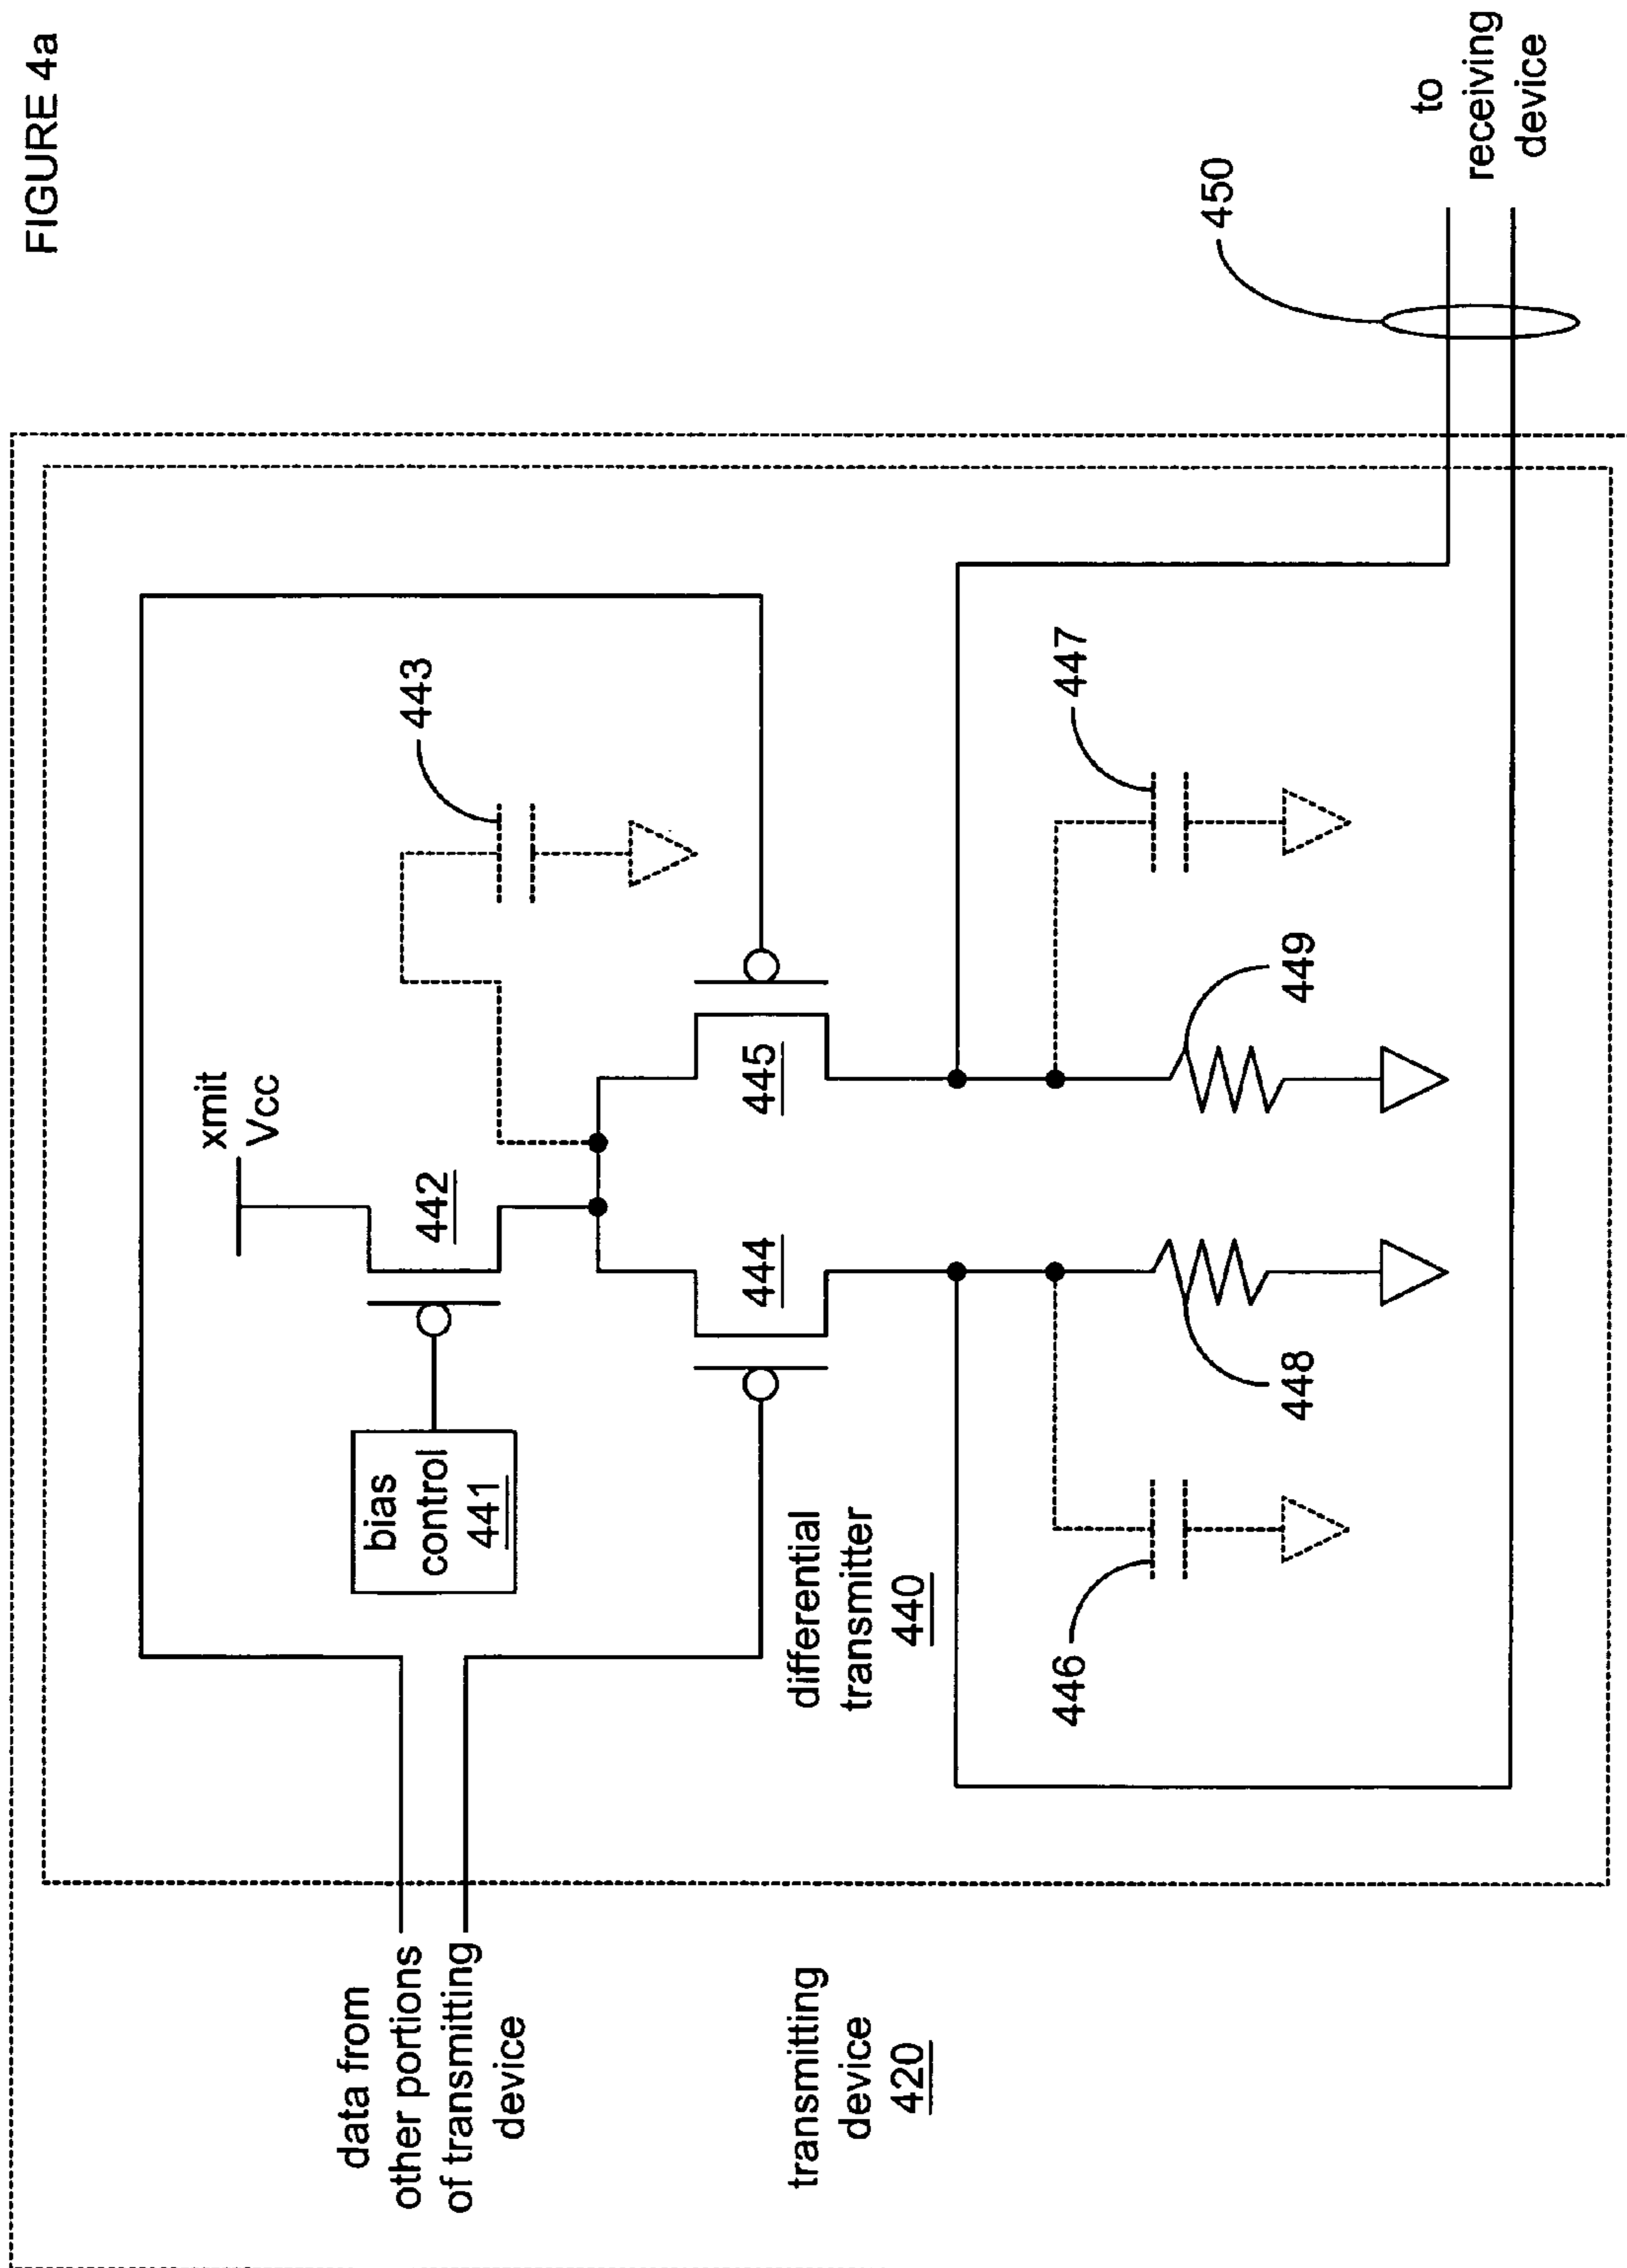 FIGURE 4a
xmit
Vcc
bias
control
441
442
443
444
445
data from
other portions
of transmitting
device
differential
transmitter
440
446
447
448
449
450
to
receiving
device
transmitting
device
420